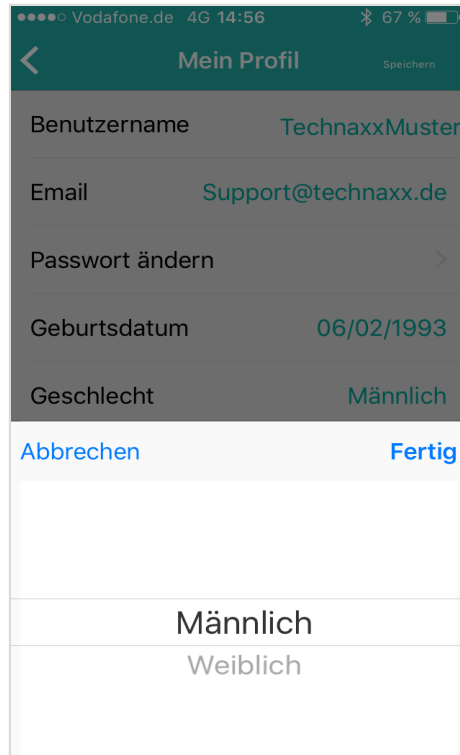 Vodafone.de 4G 14:56 67 %
Mein Profil Speichern
Benutzername TechnaxxMuster
Email Support@technaxx.de
Passwort ändern
Geburtsdatum 06/02/1993
Geschlecht Männlich
Abbrechen Fertig
Männlich
Weiblich